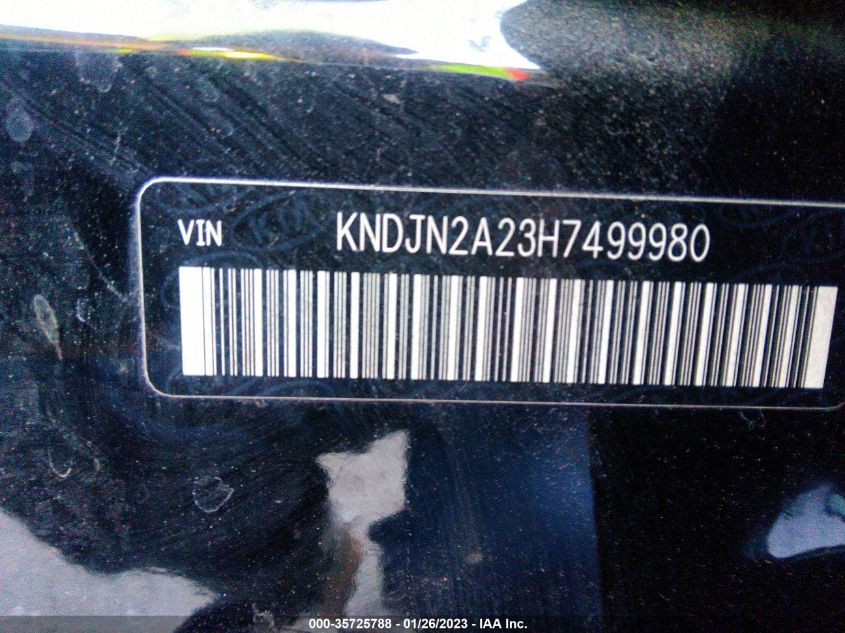 VIN KNDJN2A23H7499980
000-35725788 - 01/26/2023 - IAA Inc.